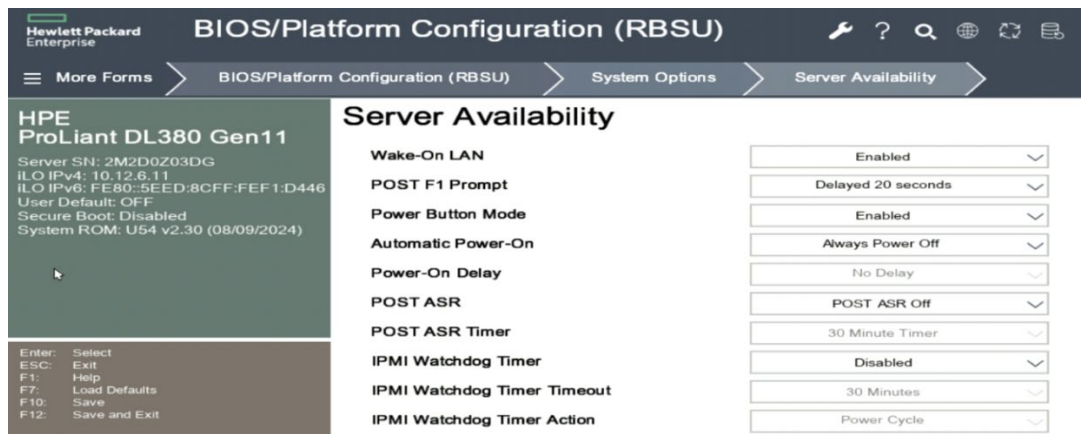 Hewlett Packard
Enterprise
BIOS/Platform Configuration (RBSU)
?
More Forms
BIOS/Platform Configuration (RBSU)
System Options
Server Availability
HPE
ProLiant DL380 Gen11
Server SN: 2M2D0Z03DG
iLO IPv4: 10.12.6.11
iLO IPv6: FE80::5EED:8CFF:FEF1:D446
User Default: OFF
Secure Boot: Disabled
System ROM: U54 v2.30 (08/09/2024)
Enter: Select
ESC: Exit
F1: Help
F7: Load Defaults
F10: Save
F12: Save and Exit
Server Availability
Wake-On LAN Enabled
POST F1 Prompt Delayed 20 seconds
Power Button Mode Enabled
Automatic Power-On Always Power Off
Power-On Delay No Delay
POST ASR POST ASR Off
POST ASR Timer 30 Minute Timer
IPMI Watchdog Timer Disabled
IPMI Watchdog Timer Timeout 30 Minutes
IPMI Watchdog Timer Action Power Cycle